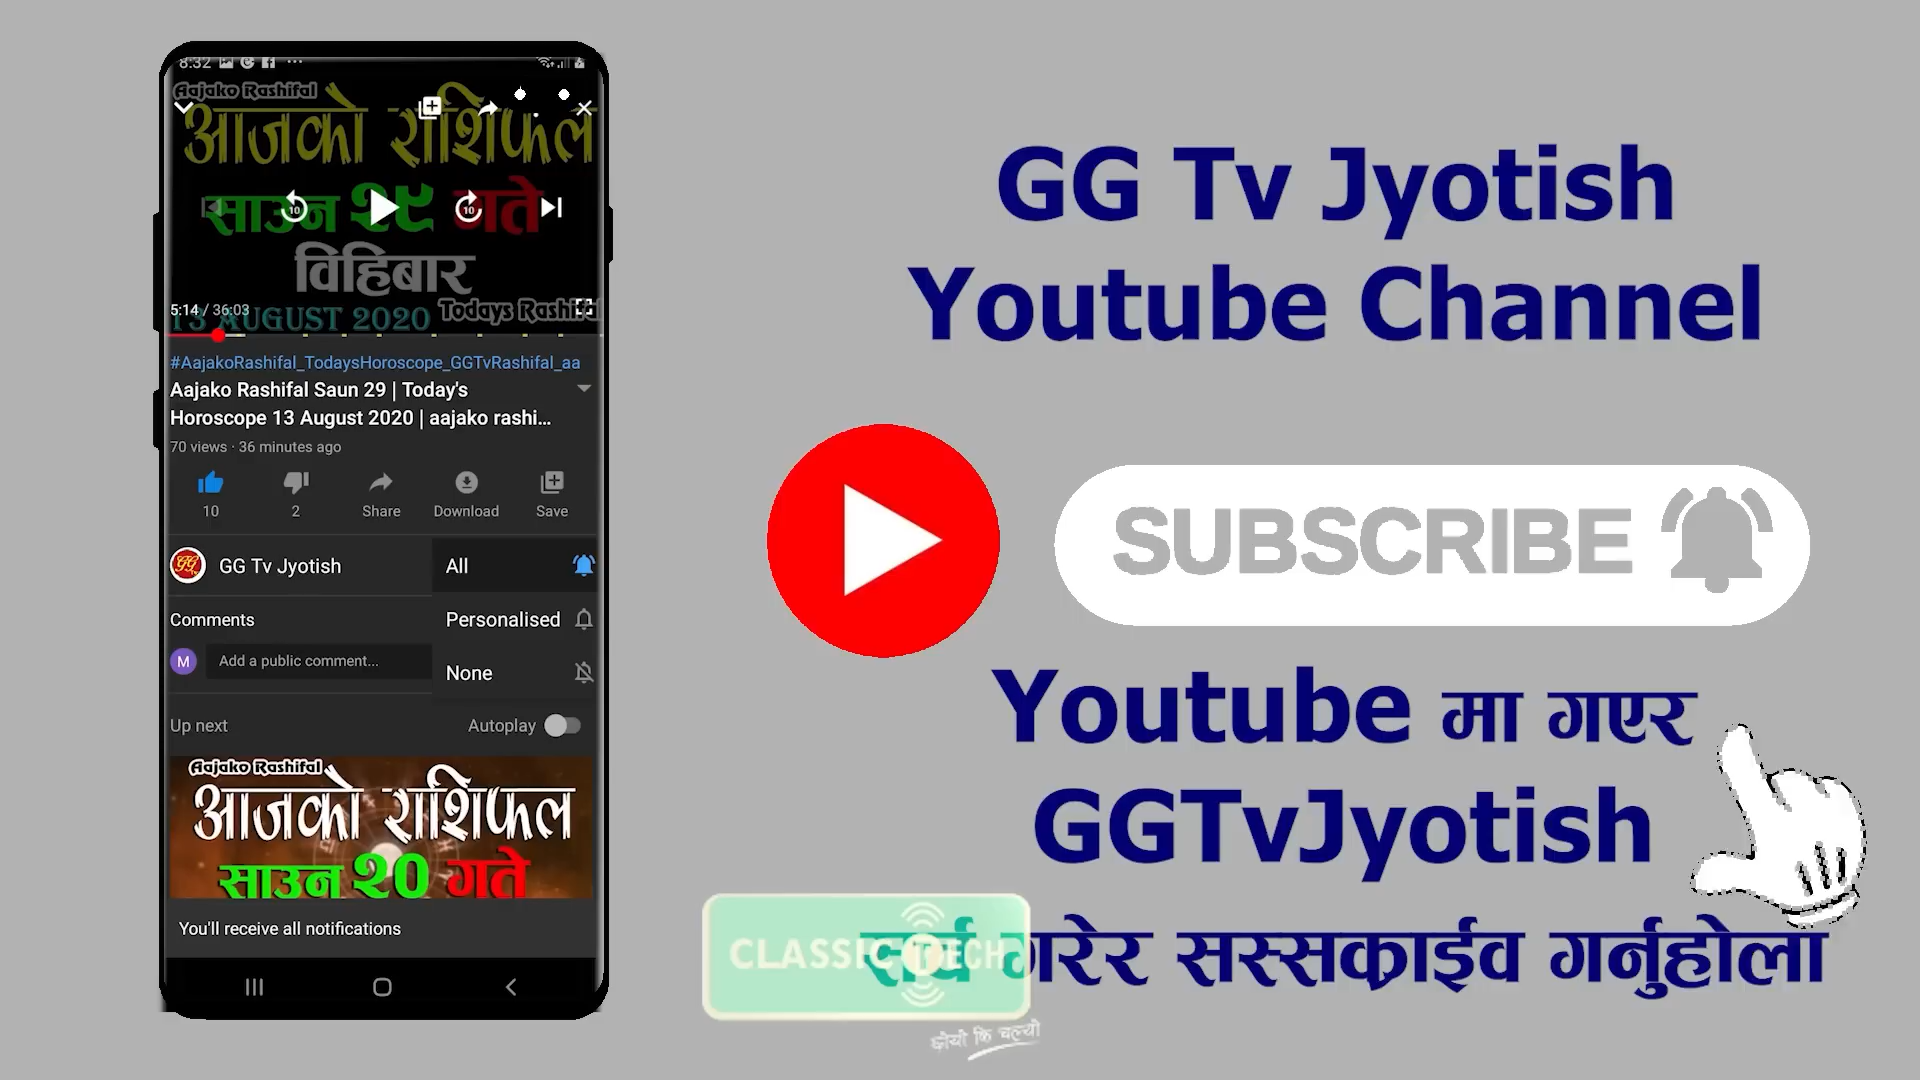 8:32
Aajako Rashifal
आजको राशिफल
साउन २९ गते
10
10
विहिबार
5:14 / 36:03
13 AUGUST 2020
Todays Rashifal
#AajakoRashifal_TodaysHoroscope_GGTvRashifal_aa
Aajako Rashifal Saun 29 | Today's
Horoscope 13 August 2020 | aajako rashi...
70 views · 36 minutes ago
10
2
Share
Download
Save
GG Tv Jyotish
All
Comments
Personalised
M
Add a public comment...
None
Up next
Autoplay
Aajako Rashifal
आजको राशिफल
साउन २० गते
You'll receive all notifications
GG Tv Jyotish
Youtube Channel
SUBSCRIBE
Youtube मा गएर
GGTvJyotish
सर्च गरेर सस्सक्राईव गर्नुहोला
CLASSIC TECH
छोयो कि चल्यो